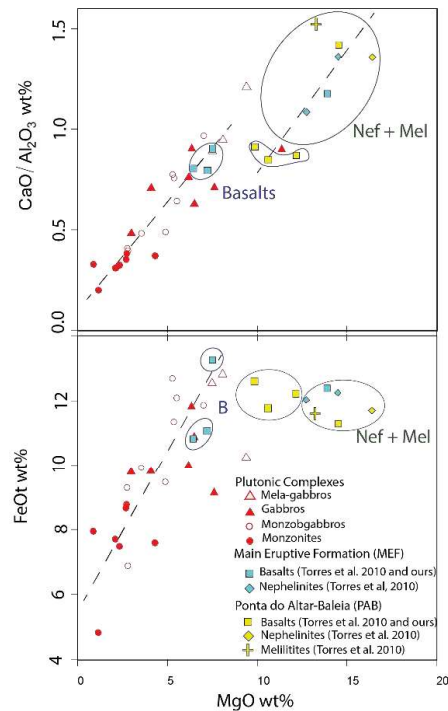 1.5
1.0
0.5
0.0
CaO/Al₂O₃ wt%
Nef + Mel
Basalts
14
12
10
8
6
4
FeOt wt%
B
Nef + Mel
Plutonic Complexes
Mela-gabbros
Gabbros
Monzobgabbros
Monzonites
Main Eruptive Formation (MEF)
Basalts (Torres et al. 2010 and ours)
Nephelinites (Torres et al, 2010)
Ponta do Altar-Baleia (PAB)
Basalts (Torres et al. 2010 and ours)
Nephelinites (Torres et al. 2010)
Melilitites (Torres et al. 2010)
0 5 10 15 20
MgO wt%